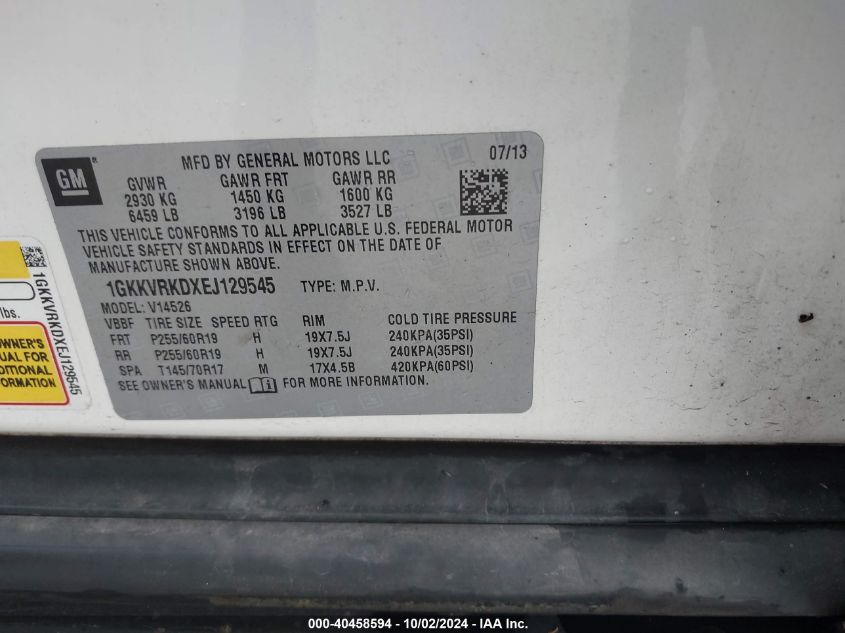 GM®
MFD BY GENERAL MOTORS LLC 07/13
GVWR GAWR FRT GAWR RR
2930 KG 1450 KG 1600 KG
6459 LB 3196 LB 3527 LB
THIS VEHICLE CONFORMS TO ALL APPLICABLE U.S. FEDERAL MOTOR
VEHICLE SAFETY STANDARDS IN EFFECT ON THE DATE OF
MANUFACTURE SHOWN ABOVE.
1GKKVRKDXEJ129545 TYPE: M.P.V.
MODEL: V14526
VBBF TIRE SIZE SPEED RTG RIM COLD TIRE PRESSURE
FRT P255/60R19 H 19X7.5J 240KPA(35PSI)
RR P255/60R19 H 19X7.5J 240KPA(35PSI)
SPA T145/70R17 M 17X4.5B 420KPA(60PSI)
SEE OWNER'S MANUAL FOR MORE INFORMATION.
lbs.
OWNER'S
UAL FOR
DITIONAL
FORMATION
1GKKVRKDXEJ129545
000-40458594 - 10/02/2024 - IAA Inc.